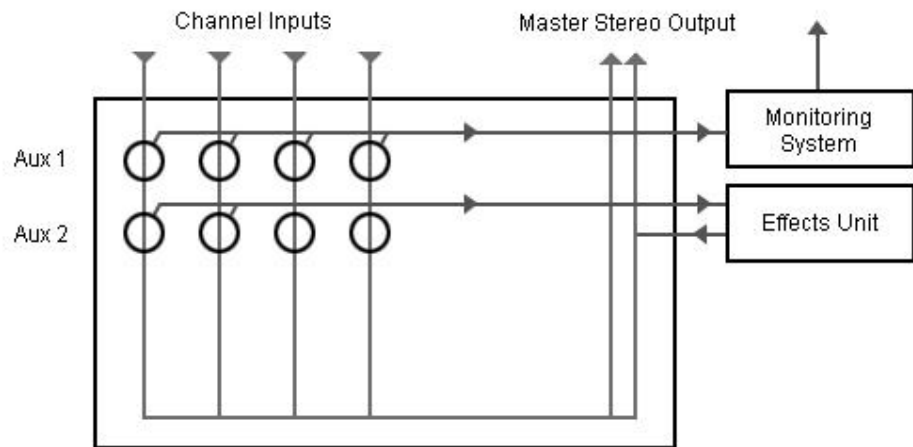 Channel Inputs
Master Stereo Output
Monitoring
System
Aux 1
Effects Unit
Aux 2